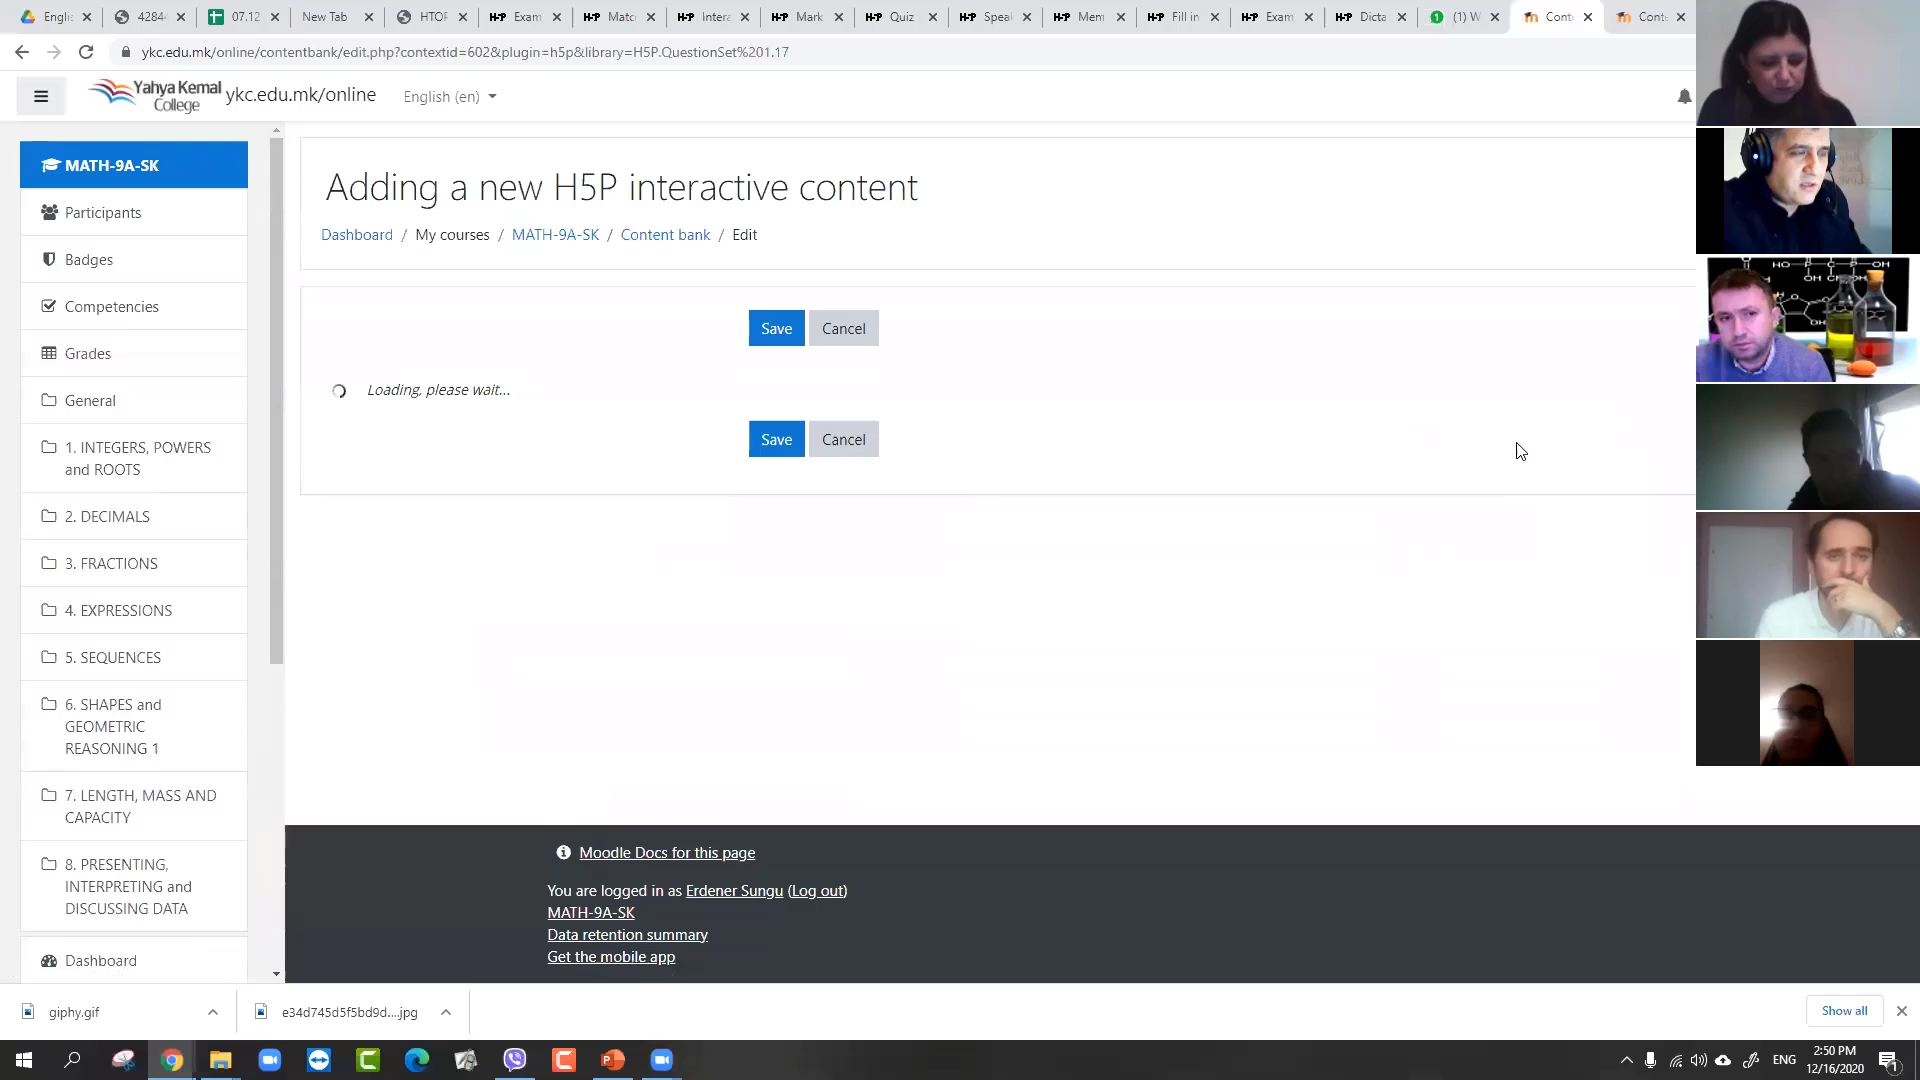 Engli
4284
07.12
New Tab
HTOP
H-P Exam
H-P Matc
H-P Intera
H-P Mark
H-P Quiz
H-P Speak
H-P Mem
H-P Fill in
H-P Exam
H-P Dicta
(1) W
Cont
Conte
ykc.edu.mk/online/contentbank/edit.php?contextid=602&plugin=h5p&library=H5P.QuestionSet%201.17
Yahya Kemal
College
ykc.edu.mk/online
English (en)
MATH-9A-SK
Participants
Badges
Competencies
Grades
General
1. INTEGERS, POWERS
and ROOTS
2. DECIMALS
3. FRACTIONS
4. EXPRESSIONS
5. SEQUENCES
6. SHAPES and
GEOMETRIC
REASONING 1
7. LENGTH, MASS AND
CAPACITY
8. PRESENTING,
INTERPRETING and
DISCUSSING DATA
Dashboard
Adding a new H5P interactive content
Dashboard / My courses / MATH-9A-SK / Content bank / Edit
Save Cancel
Loading, please wait...
Save Cancel
Moodle Docs for this page
You are logged in as Erdener Sungu (Log out)
MATH-9A-SK
Data retention summary
Get the mobile app
giphy.gif
e34d745d5f5bd9d....jpg
Show all
ENG
2:50 PM
12/16/2020
1